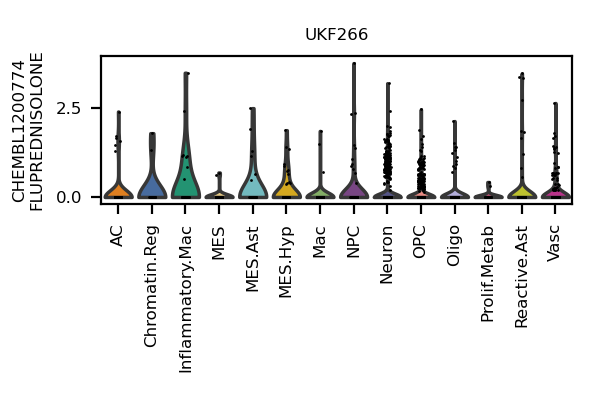 UKF266
CHEMBL1200774
FLUPREDNISOLONE
2.5
0.0
AC
Chromatin.Reg
Inflammatory.Mac
MES
MES.Ast
MES.Hyp
Mac
NPC
Neuron
OPC
Oligo
Prolif.Metab
Reactive.Ast
Vasc